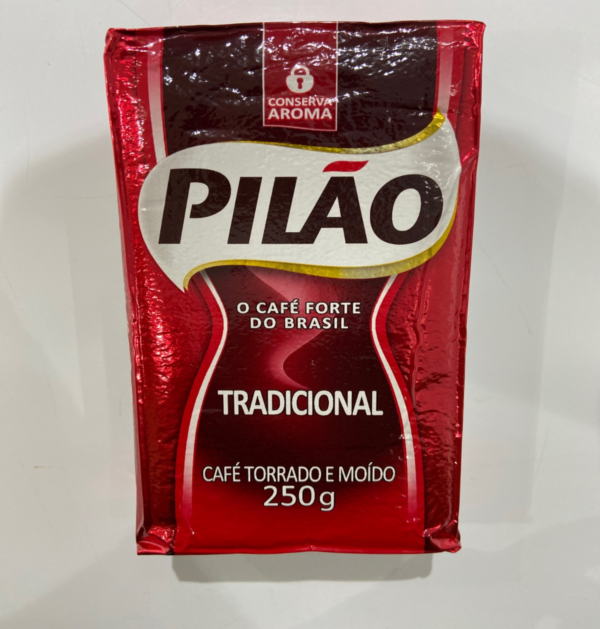 CONSERVA
AROMA
PILÃO
O CAFÉ FORTE
DO BRASIL
TRADICIONAL
CAFÉ TORRADO E MOÍDO
250g